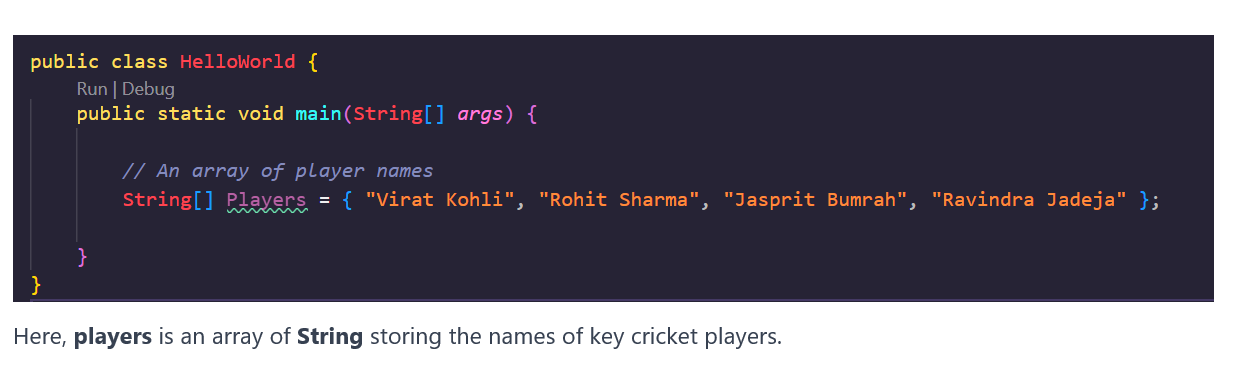 public class HelloWorld {
Run | Debug
public static void main(String[] args) {
// An array of player names
String[] Players = { "Virat Kohli", "Rohit Sharma", "Jasprit Bumrah", "Ravindra Jadeja" };
}
}
Here, players is an array of String storing the names of key cricket players.